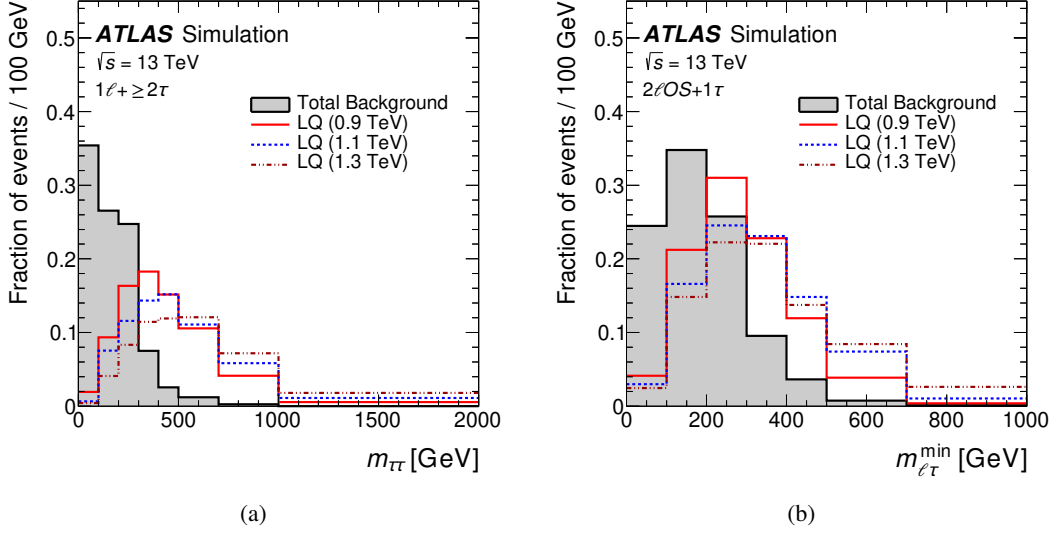 Fraction of events / 100 GeV
0.5
0.4
0.3
0.2
0.1
0
ATLAS Simulation
√s = 13 TeV
1ℓ+≥2τ
Total Background
LQ (0.9 TeV)
LQ (1.1 TeV)
LQ (1.3 TeV)
0 500 1000 1500 2000
m_ττ [GeV]
(a)
Fraction of events / 100 GeV
0.5
0.4
0.3
0.2
0.1
0
ATLAS Simulation
√s = 13 TeV
2ℓOS+1τ
Total Background
LQ (0.9 TeV)
LQ (1.1 TeV)
LQ (1.3 TeV)
0 200 400 600 800 1000
m_ℓτ^min [GeV]
(b)